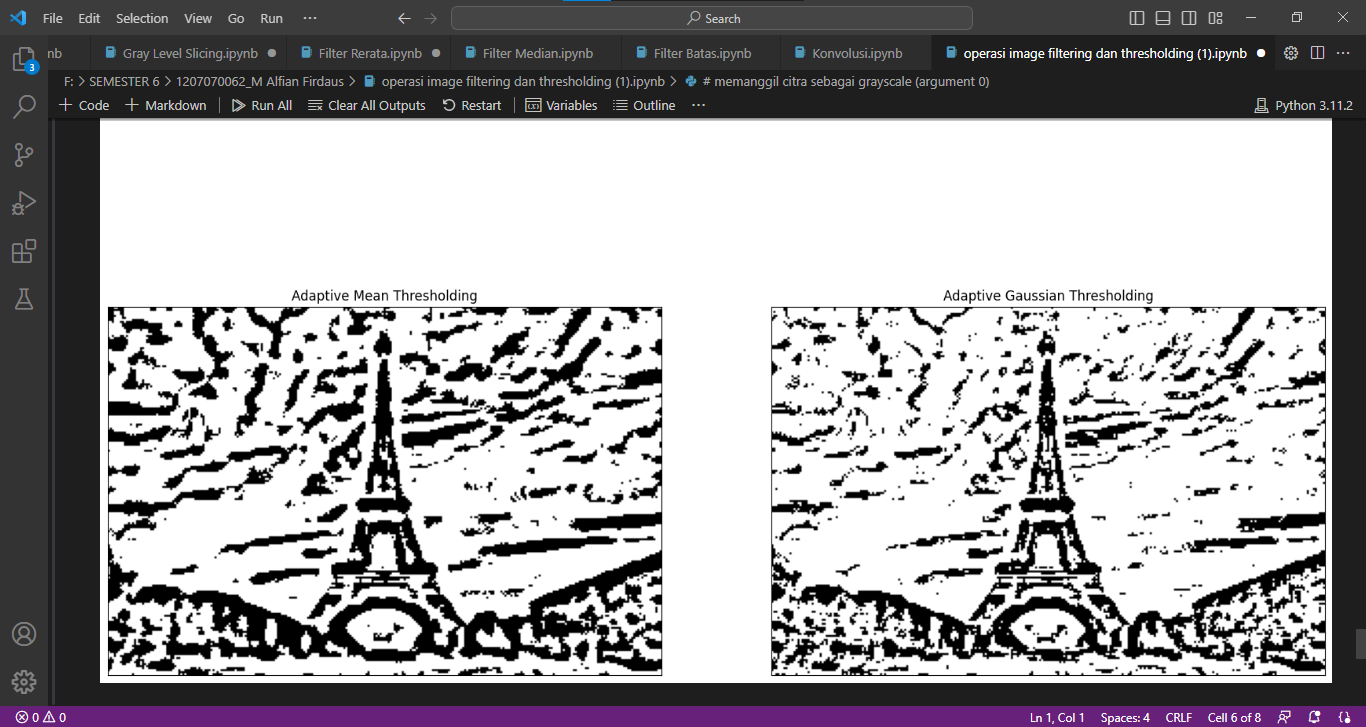 File Edit Selection View Go Run ··· Search
nb Gray Level Slicing.ipynb Filter Rerata.ipynb Filter Median.ipynb Filter Batas.ipynb Konvolusi.ipynb operasi image filtering dan thresholding (1).ipynb ···
3
F: > SEMESTER 6 > 1207070062_M Alfian Firdaus > operasi image filtering dan thresholding (1).ipynb > # memanggil citra sebagai grayscale (argument 0)
+ Code + Markdown Run All Clear All Outputs Restart Variables Outline ··· Python 3.11.2
Adaptive Mean Thresholding Adaptive Gaussian Thresholding
0 0 Ln 1, Col 1 Spaces: 4 CRLF Cell 6 of 8